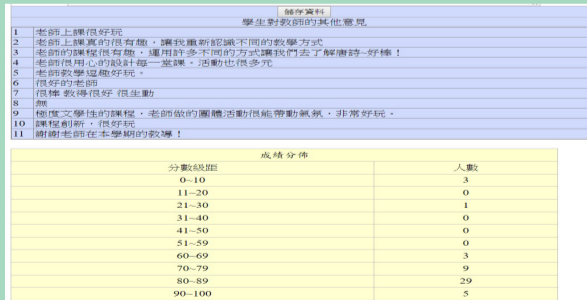 儲存資料
學生對教師的其他意見
1 老師上課很好玩
2 老師上課真的很有趣，讓我重新認識不同的教學方式
3 老師的課程很有趣，運用許多不同的方式讓我們去了解唐詩~好棒！
4 老師很用心的設計每一堂課。活動也很多元
5 老師教學逗趣好玩。
6 很好的老師
7 很棒 教得很好 很生動
8 無
9 極度文學性的課程，老師做的團體活動很能帶動氣氛，非常好玩。
10 課程創新，很好玩
11 謝謝老師在本學期的教導！
成績分佈
分數級距 人數
0~10 3
11~20 0
21~30 1
31~40 0
41~50 0
51~59 0
60~69 3
70~79 9
80~89 29
90~100 5